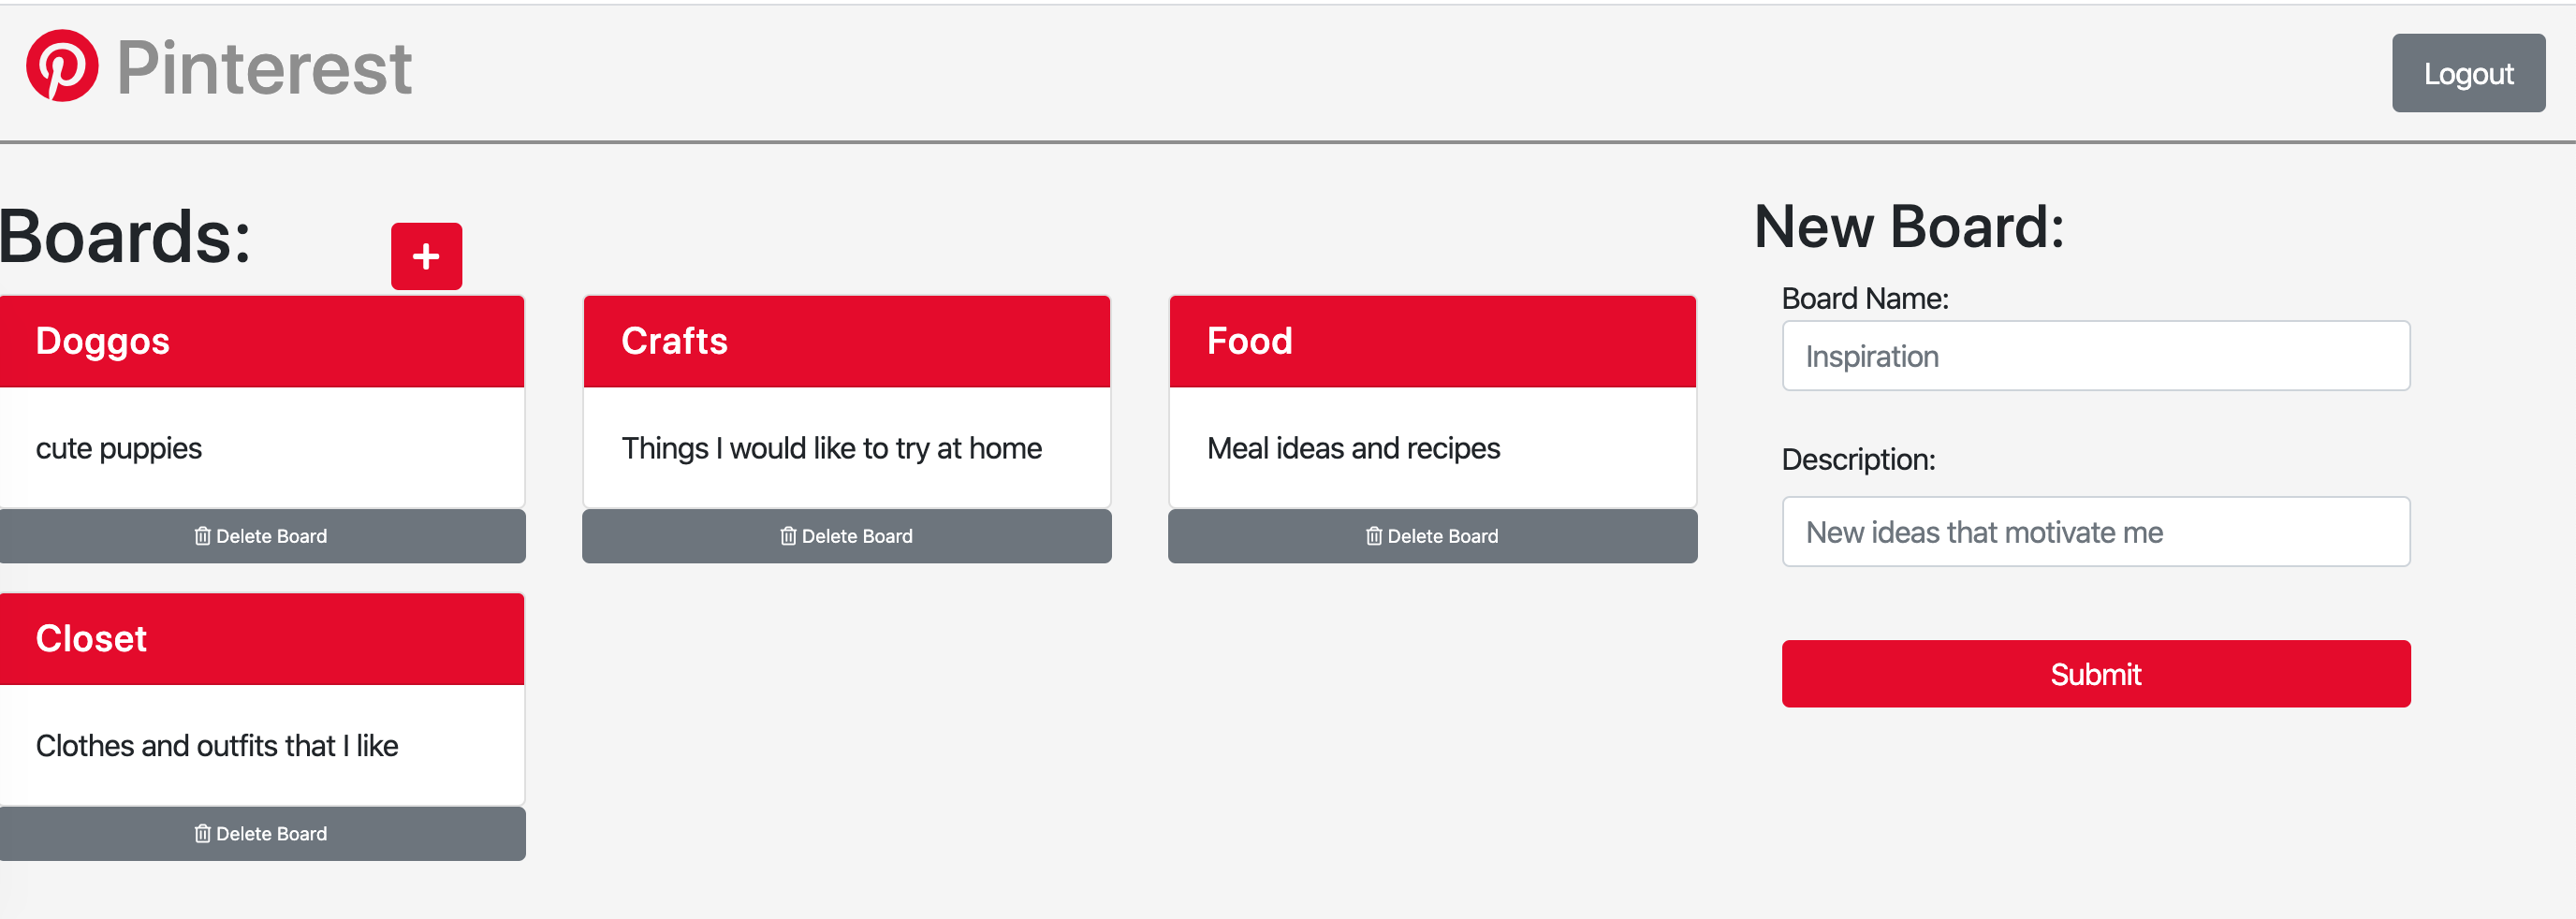 Pinterest
Logout
Boards:
+
Doggos
cute puppies
Delete Board
Crafts
Things I would like to try at home
Delete Board
Food
Meal ideas and recipes
Delete Board
Closet
Clothes and outfits that I like
Delete Board
New Board:
Board Name:
Inspiration
Description:
New ideas that motivate me
Submit